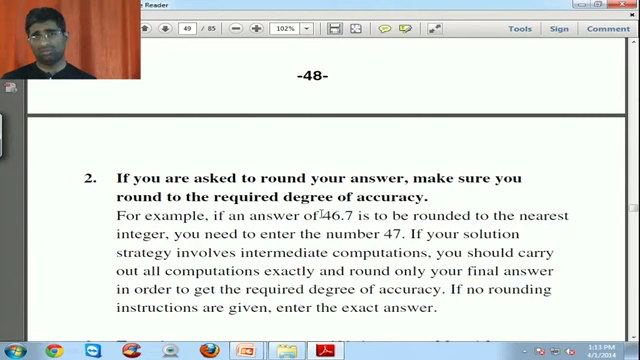 e Reader
49 / 85
102%
Tools
Sign
Comment
-48-
2. If you are asked to round your answer, make sure you
round to the required degree of accuracy.
For example, if an answer of 46.7 is to be rounded to the nearest
integer, you need to enter the number 47. If your solution
strategy involves intermediate computations, you should carry
out all computations exactly and round only your final answer
in order to get the required degree of accuracy. If no rounding
instructions are given, enter the exact answer.
1:13 PM
4/1/2014